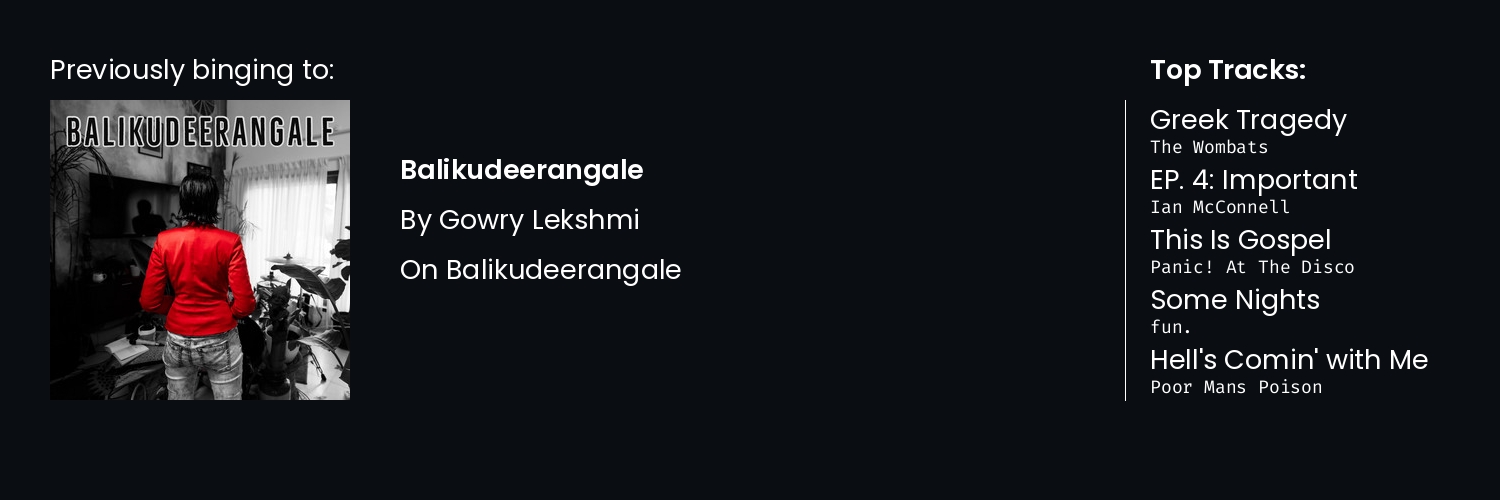 Previously binging to:
BALIKUDEERANGALE
Balikudeerangale
By Gowry Lekshmi
On Balikudeerangale
Top Tracks:
Greek Tragedy
The Wombats
EP. 4: Important
Ian McConnell
This Is Gospel
Panic! At The Disco
Some Nights
fun.
Hell's Comin' with Me
Poor Mans Poison